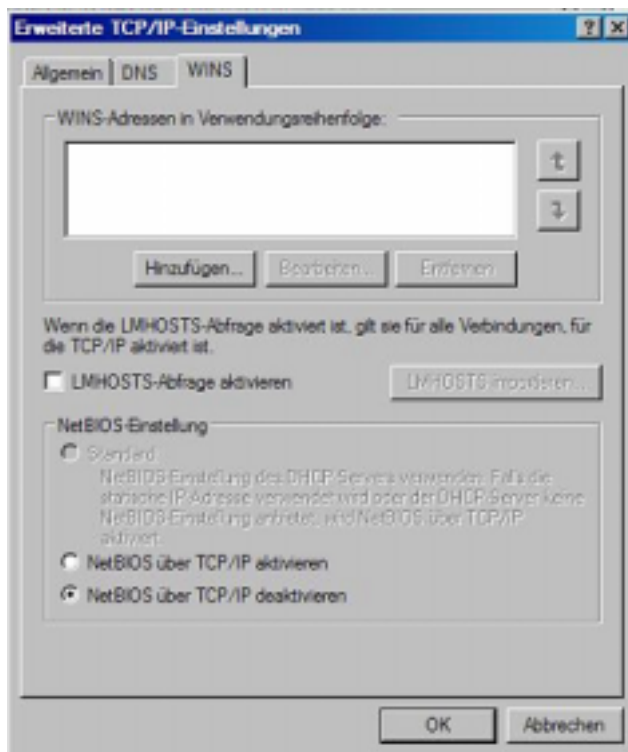 Erweiterte TCP/IP-Einstellungen
Allgemein DNS WINS
WINS-Adressen in Verwendungsreihenfolge:
Hinzufügen... Bearbeiten... Entfernen
Wenn die LMHOSTS-Abfrage aktiviert ist, gilt sie für alle Verbindungen, für
die TCP/IP aktiviert ist.
LMHOSTS-Abfrage aktivieren LMHOSTS importieren...
NetBIOS-Einstellung
Standard:
NetBIOS-Einstellung des DHCP-Servers verwenden. Falls die
statische IP-Adresse verwendet wird oder der DHCP-Server keine
NetBIOS-Einstellung anbietet, wird NetBIOS über TCP/IP
aktiviert.
NetBIOS über TCP/IP aktivieren
NetBIOS über TCP/IP deaktivieren
OK Abbrechen